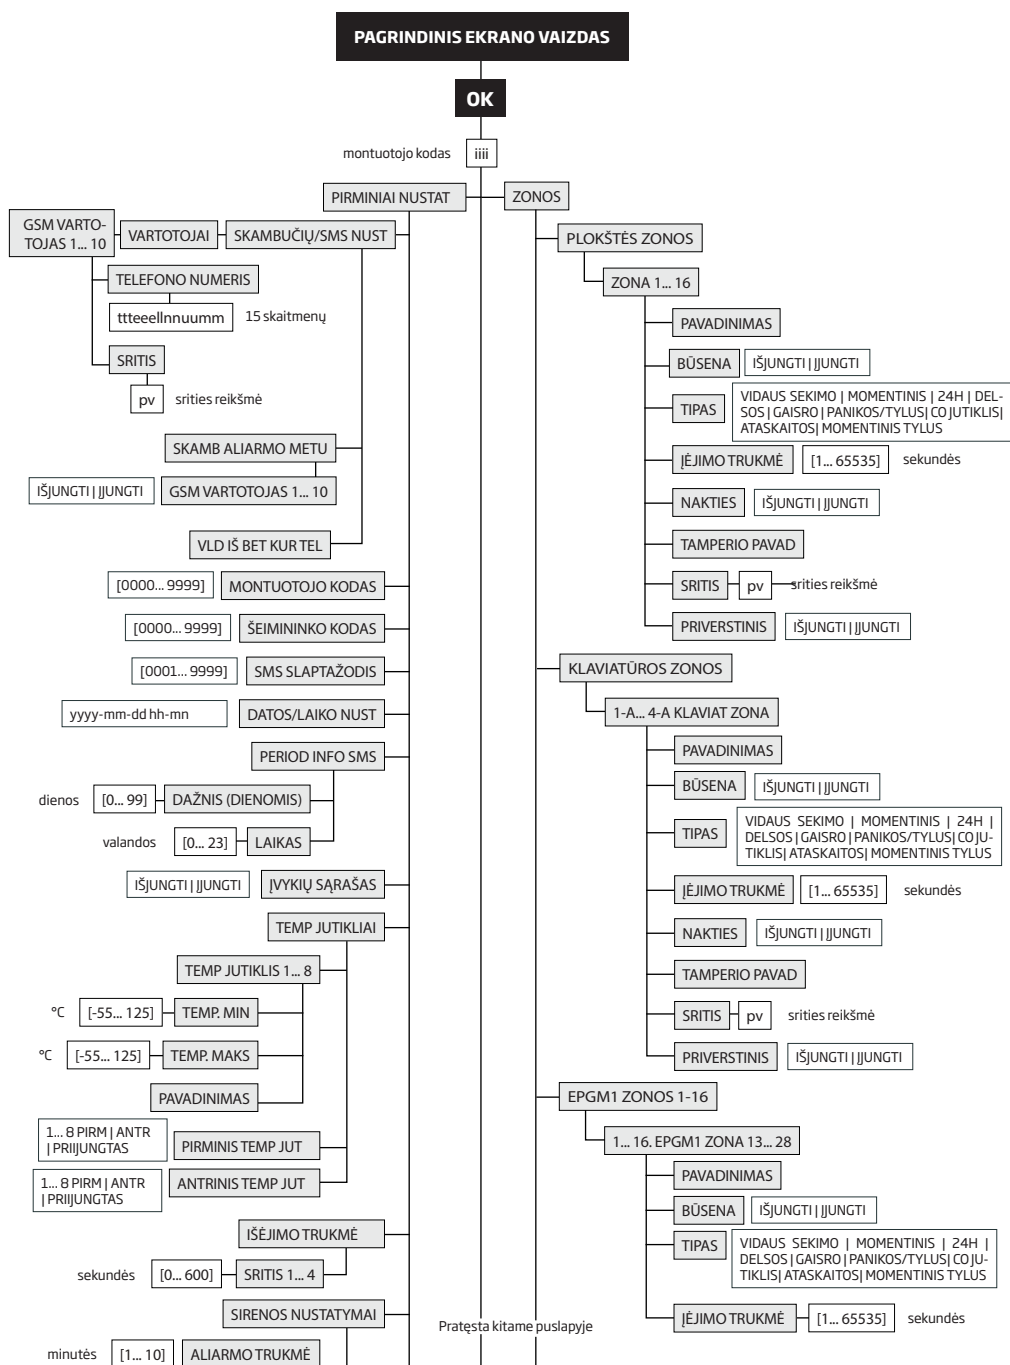 PAGRINDINIS EKRANO VAIZDAS
OK
montuotojo kodas
iiii
PIRMINIAI NUSTAT
GSM VARTO-
TOJAS 1... 10
VARTOTOJAI
SKAMBUČIŲ/SMS NUST
TELEFONO NUMERIS
ttteeellnnuumm
15 skaitmenų
SRITIS
pv
srities reikšmė
SKAMB ALIARMO METU
IŠJUNGTI | ĮJUNGTI
GSM VARTOTOJAS 1... 10
VLD IŠ BET KUR TEL
[0000... 9999]
MONTUOTOJO KODAS
[0000... 9999]
ŠEIMININKO KODAS
[0001... 9999]
SMS SLAPTAŽODIS
yyyy-mm-dd hh-mn
DATOS/LAIKO NUST
PERIOD INFO SMS
dienos
[0... 99]
DAŽNIS (DIENOMIS)
valandos
[0... 23]
LAIKAS
IŠJUNGTI | ĮJUNGTI
ĮVYKIŲ SĄRAŠAS
TEMP JUTIKLIAI
TEMP JUTIKLIS 1... 8
°C
[-55... 125]
TEMP. MIN
°C
[-55... 125]
TEMP. MAKS
PAVADINIMAS
1... 8 PIRM | ANTR
| PRIIJUNGTAS
PIRMINIS TEMP JUT
1... 8 PIRM | ANTR
| PRIIJUNGTAS
ANTRINIS TEMP JUT
IŠĖJIMO TRUKMĖ
sekundės
[0... 600]
SRITIS 1... 4
SIRENOS NUSTATYMAI
minutės
[1... 10]
ALIARMO TRUKMĖ
ZONOS
PLOKŠTĖS ZONOS
ZONA 1... 16
PAVADINIMAS
BŪSENA
IŠJUNGTI | ĮJUNGTI
TIPAS
VIDAUS SEKIMO | MOMENTINIS | 24H | DEL-
SOS | GAISRO | PANIKOS/TYLUS| CO JUTIKLIS|
ATASKAITOS| MOMENTINIS TYLUS
ĮĖJIMO TRUKMĖ
[1... 65535]
sekundės
NAKTIES
IŠJUNGTI | ĮJUNGTI
TAMPERIO PAVAD
SRITIS
pv
srities reikšmė
PRIVERSTINIS
IŠJUNGTI | ĮJUNGTI
KLAVIATŪROS ZONOS
1-A... 4-A KLAVIAT ZONA
PAVADINIMAS
BŪSENA
IŠJUNGTI | ĮJUNGTI
TIPAS
VIDAUS SEKIMO | MOMENTINIS | 24H |
DELSOS | GAISRO | PANIKOS/TYLUS| CO JU-
TIKLIS| ATASKAITOS| MOMENTINIS TYLUS
ĮĖJIMO TRUKMĖ
[1... 65535]
sekundės
NAKTIES
IŠJUNGTI | ĮJUNGTI
TAMPERIO PAVAD
SRITIS
pv
srities reikšmė
PRIVERSTINIS
IŠJUNGTI | ĮJUNGTI
EPGM1 ZONOS 1-16
1... 16. EPGM1 ZONA 13... 28
PAVADINIMAS
BŪSENA
IŠJUNGTI | ĮJUNGTI
TIPAS
VIDAUS SEKIMO | MOMENTINIS | 24H |
DELSOS | GAISRO | PANIKOS/TYLUS| CO JU-
TIKLIS| ATASKAITOS| MOMENTINIS TYLUS
ĮĖJIMO TRUKMĖ
[1... 65535]
sekundės
Pratęsta kitame puslapyje